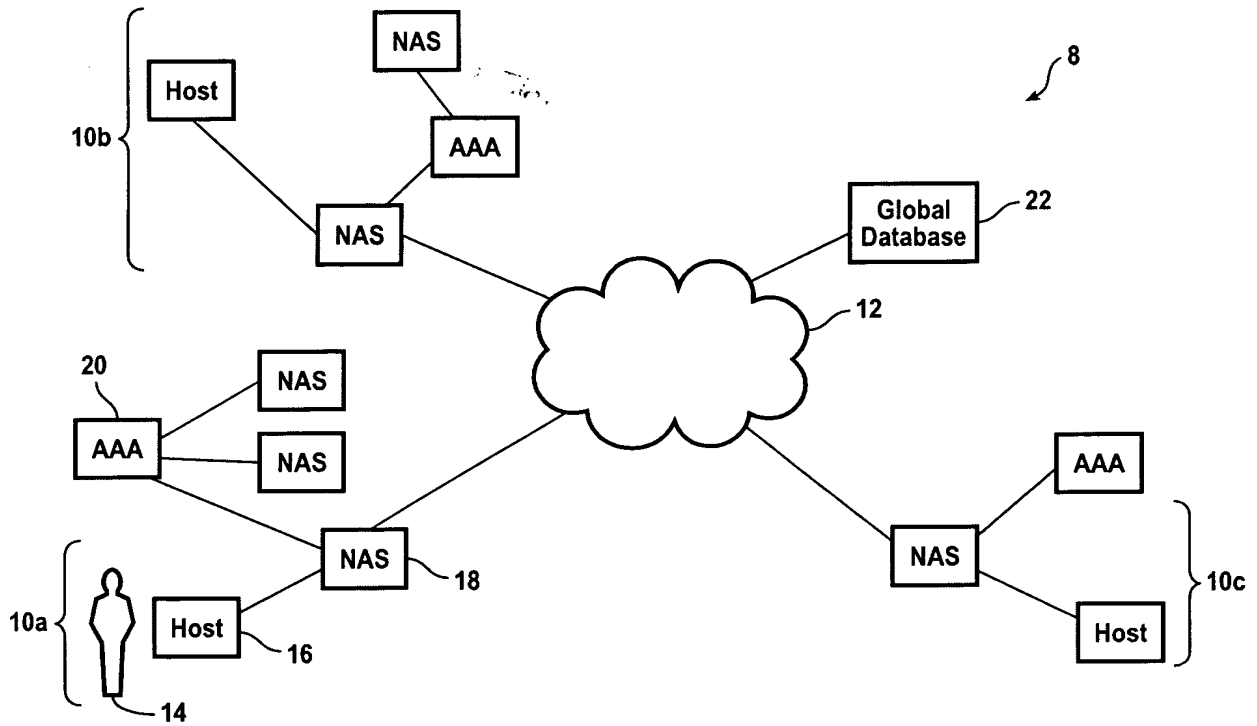 NAS
8
Host
10b
AAA
Global
Database
22
NAS
12
20
NAS
AAA
NAS
AAA
NAS
18
NAS
10c
10a
Host
16
Host
14